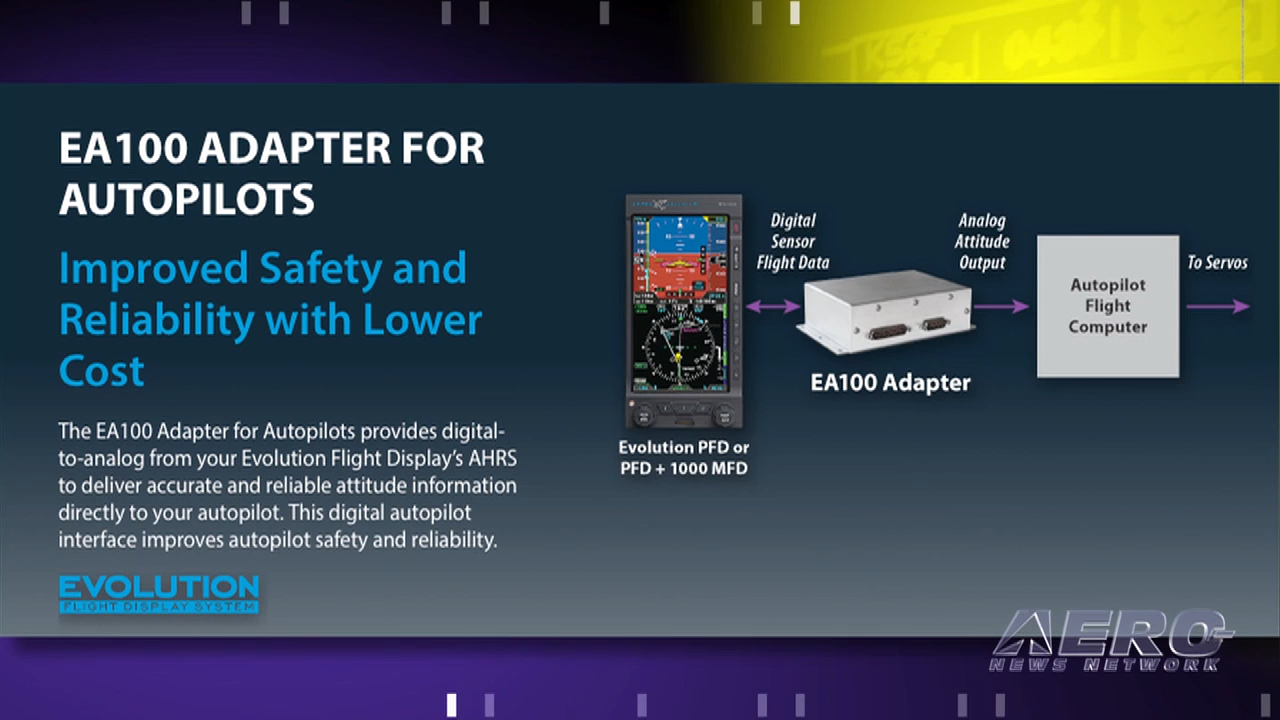 EA100 ADAPTER FOR
AUTOPILOTS
Improved Safety and
Reliability with Lower
Cost
The EA100 Adapter for Autopilots provides digital-
to-analog from your Evolution Flight Display's AHRS
to deliver accurate and reliable attitude information
directly to your autopilot. This digital autopilot
interface improves autopilot safety and reliability.
EVOLUTION
FLIGHT DISPLAY SYSTEM
Digital
Sensor
Flight Data
Analog
Attitude
Output
To Servos
Autopilot
Flight
Computer
EA100 Adapter
Evolution PFD or
PFD + 1000 MFD
AERO
NEWS NETWORK